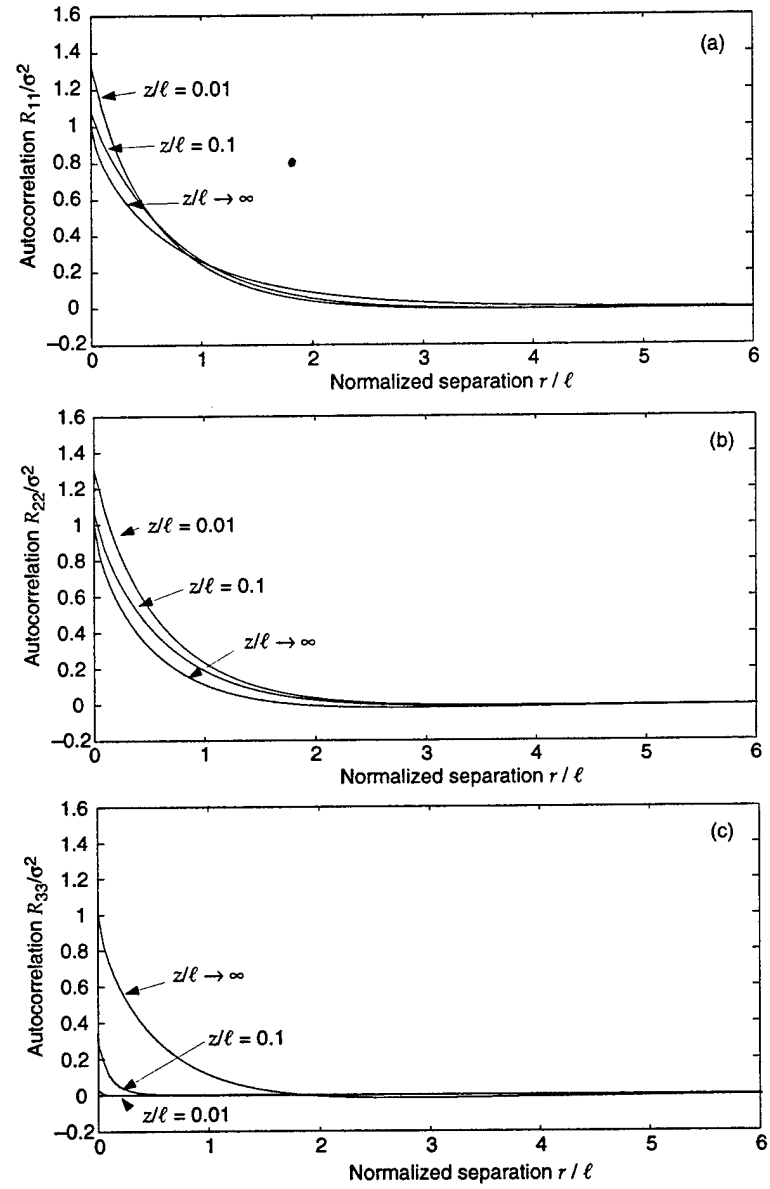 1.6
(a)
1.4
z/ℓ = 0.01
1.2
1
z/ℓ = 0.1
0.8
z/ℓ → ∞
0.6
0.4
0.2
0
−0.2
Autocorrelation R11/σ²
0 1 2 3 4 5 6
Normalized separation r / ℓ
1.6
(b)
1.4
1.2
z/ℓ = 0.01
1
0.8
z/ℓ = 0.1
0.6
z/ℓ → ∞
0.4
0.2
0
−0.2
Autocorrelation R22/σ²
0 1 2 3 4 5 6
Normalized separation r / ℓ
1.6
(c)
1.4
1.2
1
0.8
z/ℓ → ∞
0.6
0.4
z/ℓ = 0.1
0.2
0
z/ℓ = 0.01
−0.2
Autocorrelation R33/σ²
0 1 2 3 4 5 6
Normalized separation r / ℓ